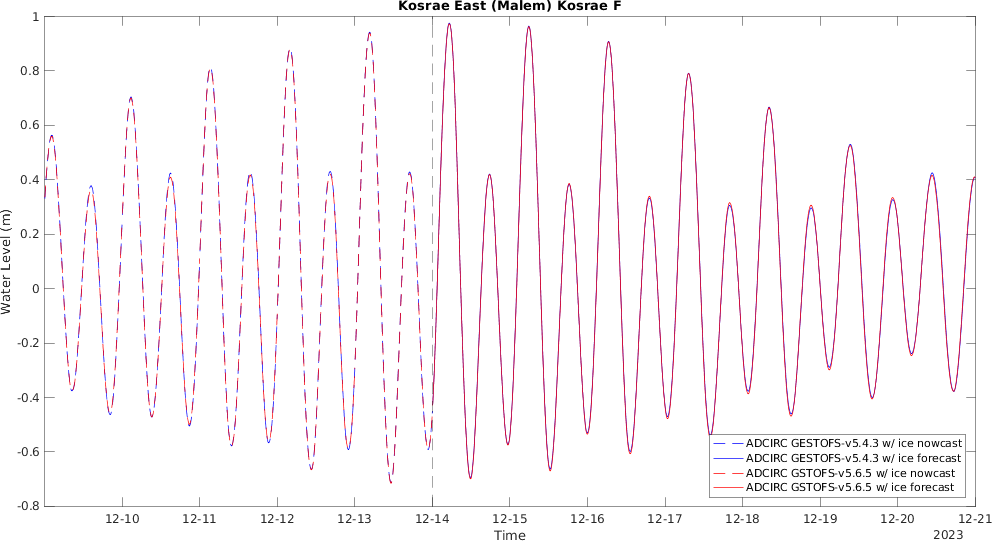 Kosrae East (Malem) Kosrae F
1
0.8
0.6
0.4
0.2
0
-0.2
-0.4
-0.6
-0.8
Water Level (m)
ADCIRC GESTOFS-v5.4.3 w/ ice nowcast
ADCIRC GESTOFS-v5.4.3 w/ ice forecast
ADCIRC GSTOFS-v5.6.5 w/ ice nowcast
ADCIRC GSTOFS-v5.6.5 w/ ice forecast
12-10 12-11 12-12 12-13 12-14 12-15 12-16 12-17 12-18 12-19 12-20 12-21
Time
2023